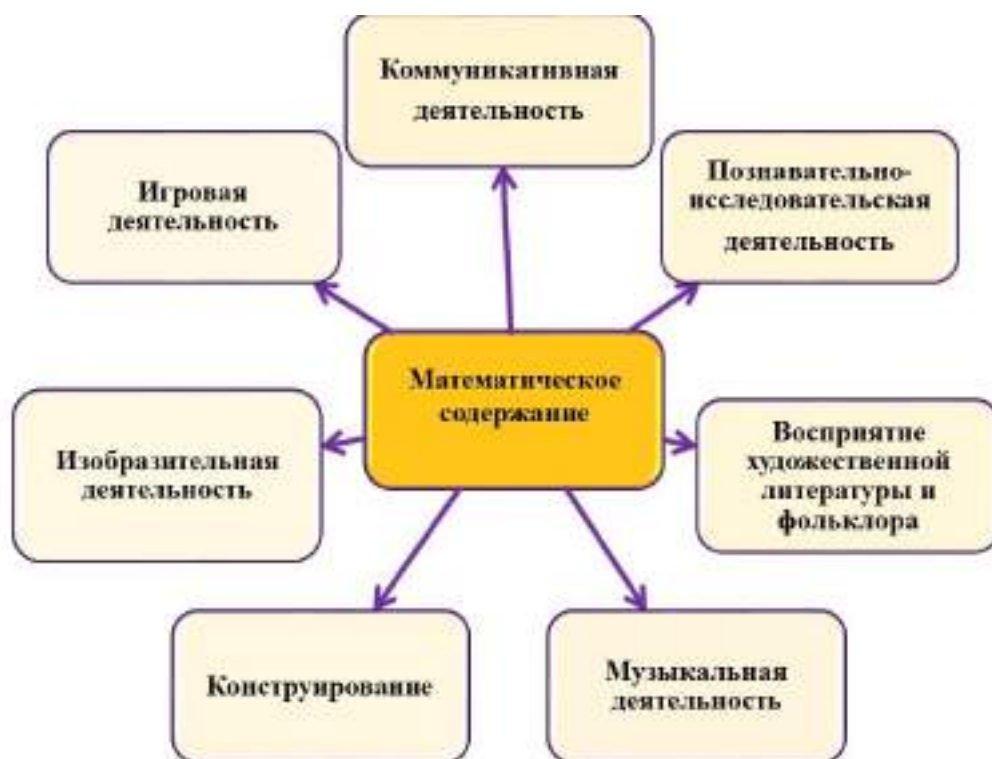 Коммуникативная
деятельность
Игровая
деятельность
Познавательно-
исследовательская
деятельность
Математическое
содержание
Изобразительная
деятельность
Восприятие
художественной
литературы и
фольклора
Конструирование
Музыкальная
деятельность